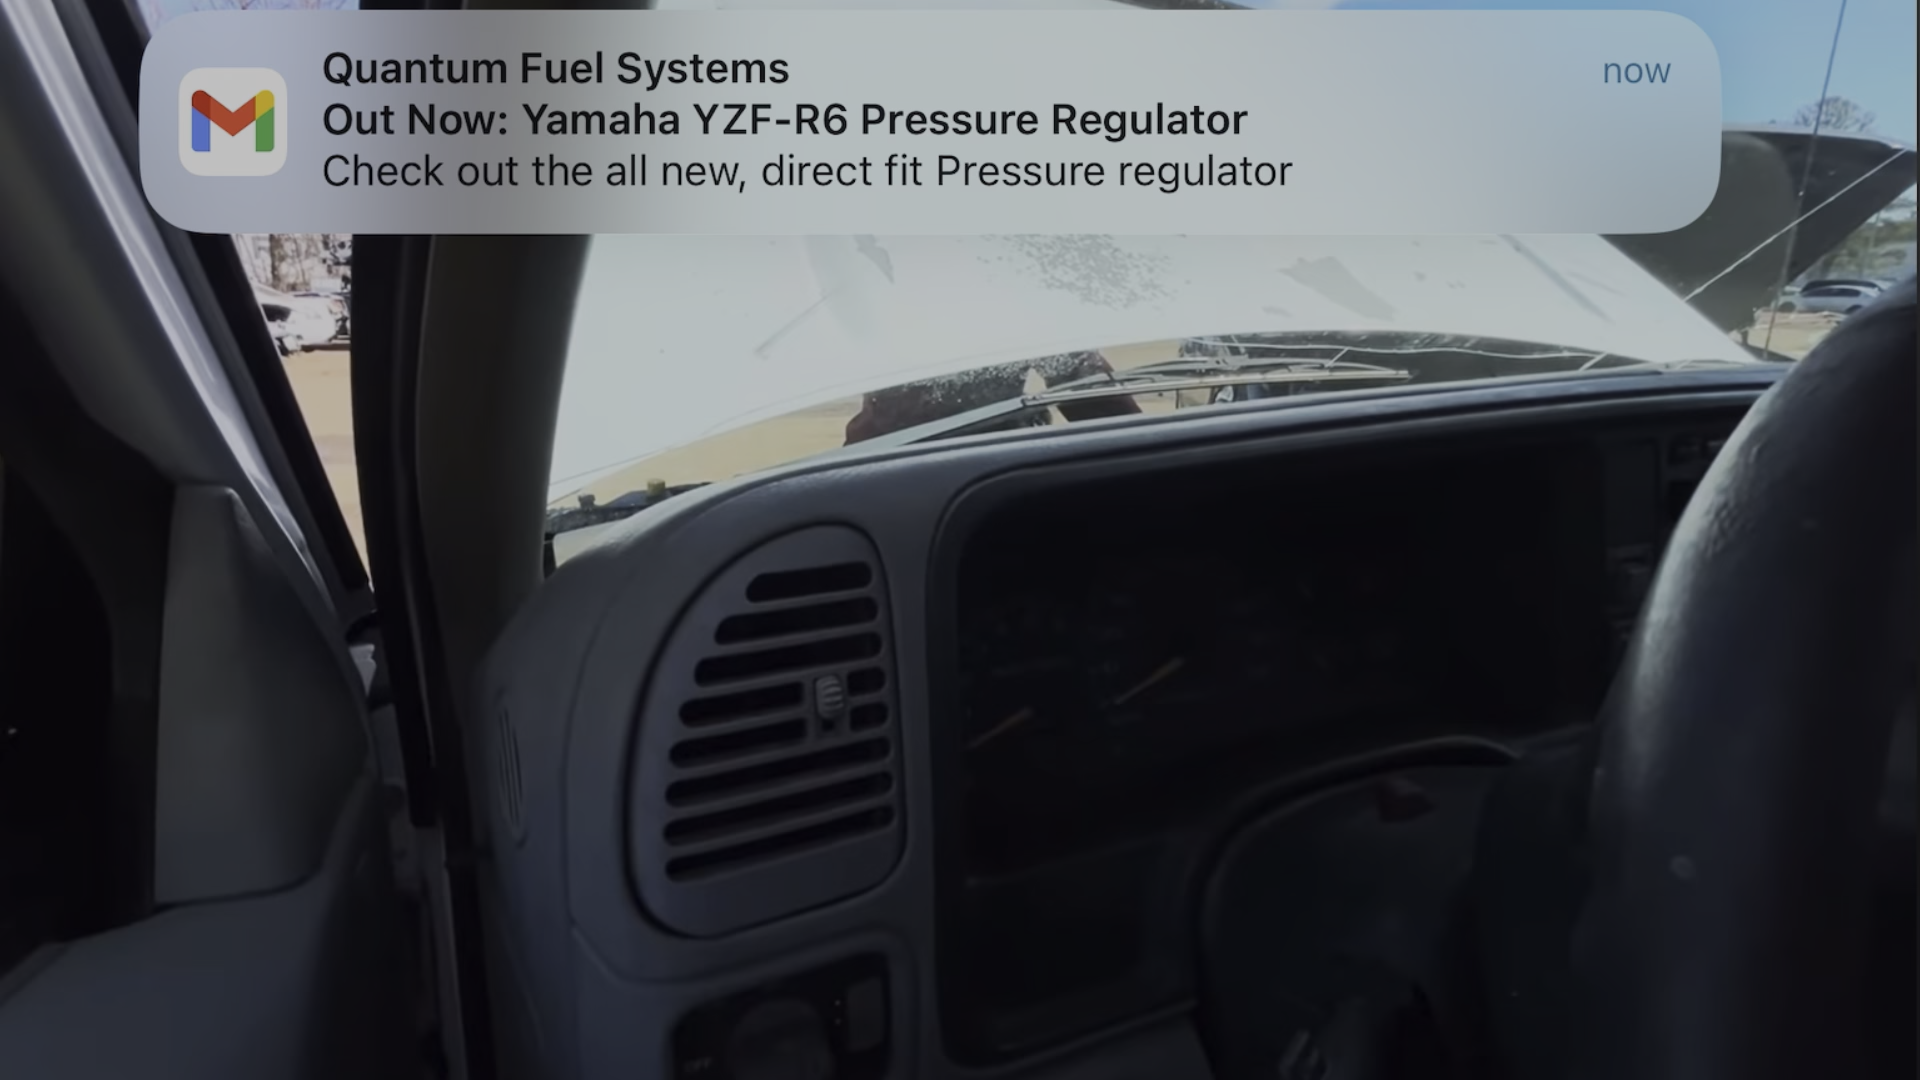 Quantum Fuel Systems
now
Out Now: Yamaha YZF-R6 Pressure Regulator
Check out the all new, direct fit Pressure regulator